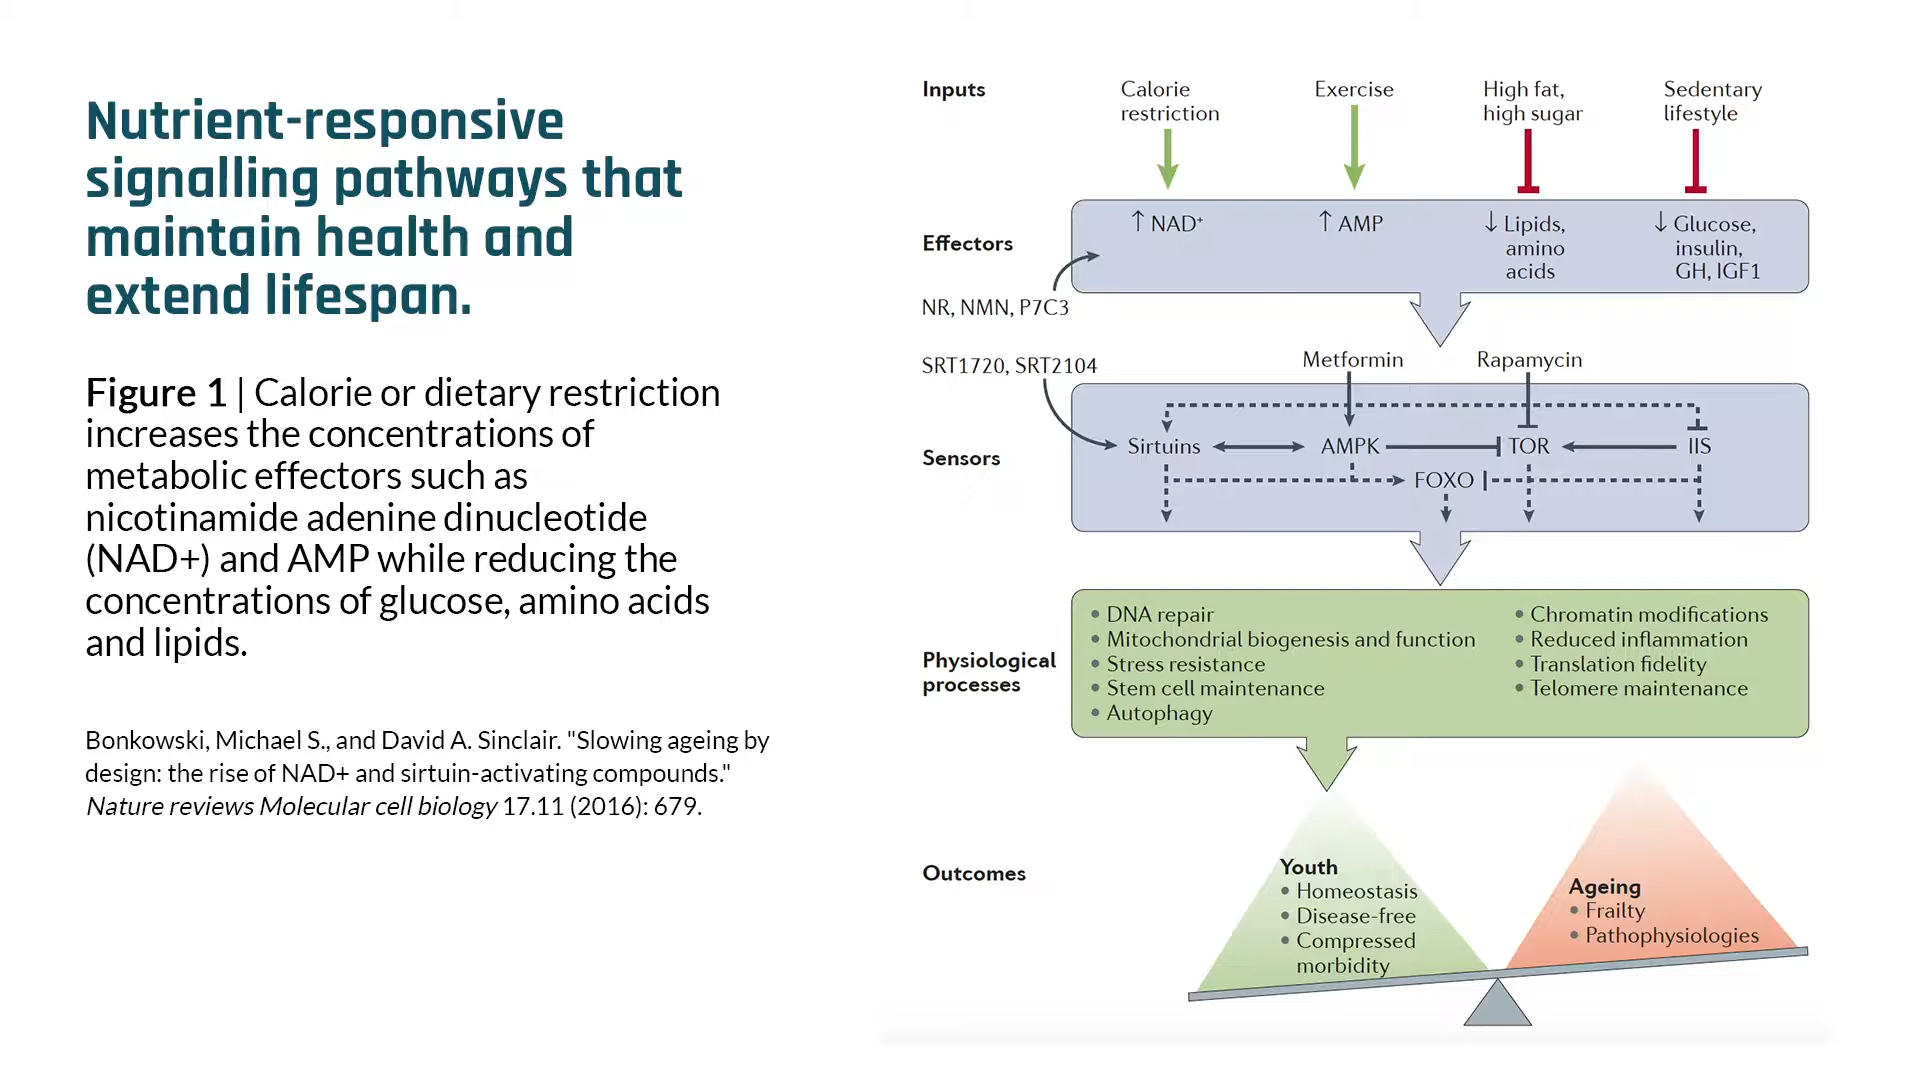 Nutrient-responsive
signalling pathways that
maintain health and
extend lifespan.
Figure 1 | Calorie or dietary restriction
increases the concentrations of
metabolic effectors such as
nicotinamide adenine dinucleotide
(NAD+) and AMP while reducing the
concentrations of glucose, amino acids
and lipids.
Bonkowski, Michael S., and David A. Sinclair. "Slowing ageing by
design: the rise of NAD+ and sirtuin-activating compounds."
Nature reviews Molecular cell biology 17.11 (2016): 679.
Inputs
Calorie
restriction
Exercise
High fat,
high sugar
Sedentary
lifestyle
Effectors
↑ NAD⁺
↑ AMP
↓ Lipids,
amino
acids
↓ Glucose,
insulin,
GH, IGF1
NR, NMN, P7C3
SRT1720, SRT2104
Metformin
Rapamycin
Sensors
Sirtuins
AMPK
TOR
IIS
FOXO
Physiological
processes
• DNA repair
• Mitochondrial biogenesis and function
• Stress resistance
• Stem cell maintenance
• Autophagy
• Chromatin modifications
• Reduced inflammation
• Translation fidelity
• Telomere maintenance
Outcomes
Youth
• Homeostasis
• Disease-free
• Compressed
morbidity
Ageing
• Frailty
• Pathophysiologies